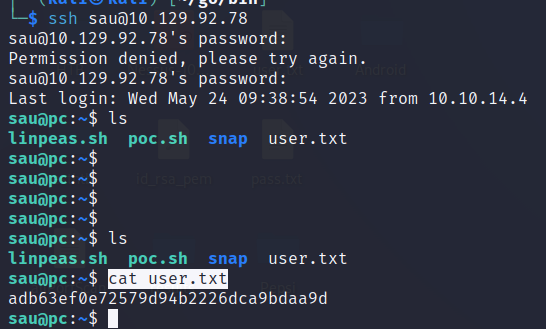 (kali㉿kali) [~/go/bin]
└─$ ssh sau@10.129.92.78
sau@10.129.92.78's password:
Permission denied, please try again.
sau@10.129.92.78's password:
Last login: Wed May 24 09:38:54 2023 from 10.10.14.4
sau@pc:~$ ls
linpeas.sh poc.sh snap user.txt
sau@pc:~$
sau@pc:~$
sau@pc:~$
sau@pc:~$
sau@pc:~$ ls
linpeas.sh poc.sh snap user.txt
sau@pc:~$ cat user.txt
adb63ef0e72579d94b2226dca9bdaa9d
sau@pc:~$
Android
id_rsa_pem
pass.txt